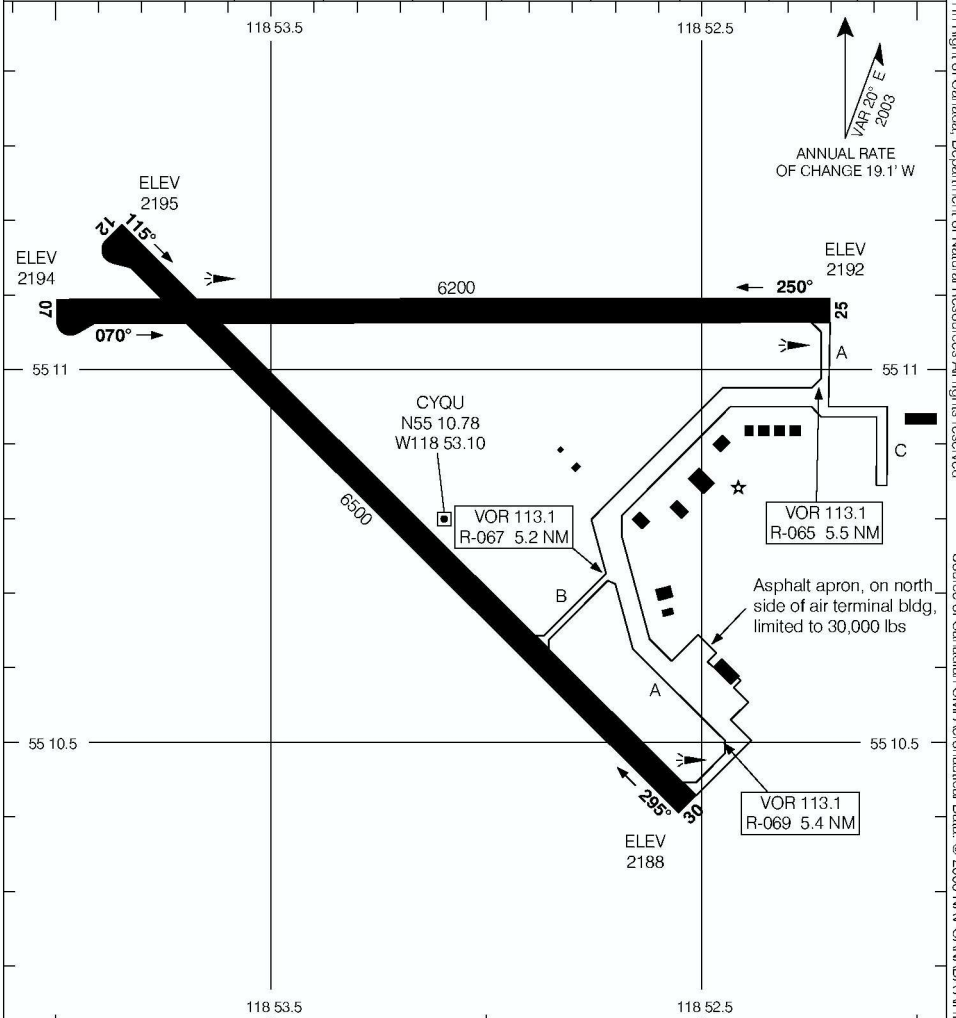 118 53.5
118 52.5
VAR 20° E
2003
ANNUAL RATE
OF CHANGE 19.1' W
ELEV
2195
12
115°
ELEV
2194
07
070°
6200
ELEV
2192
250°
25
A
55 11
55 11
CYQU
N55 10.78
W118 53.10
C
6500
VOR 113.1
R-067 5.2 NM
VOR 113.1
R-065 5.5 NM
B
Asphalt apron, on north
side of air terminal bldg,
limited to 30,000 lbs
A
55 10.5
55 10.5
295°
30
VOR 113.1
R-069 5.4 NM
ELEV
2188
118 53.5
118 52.5